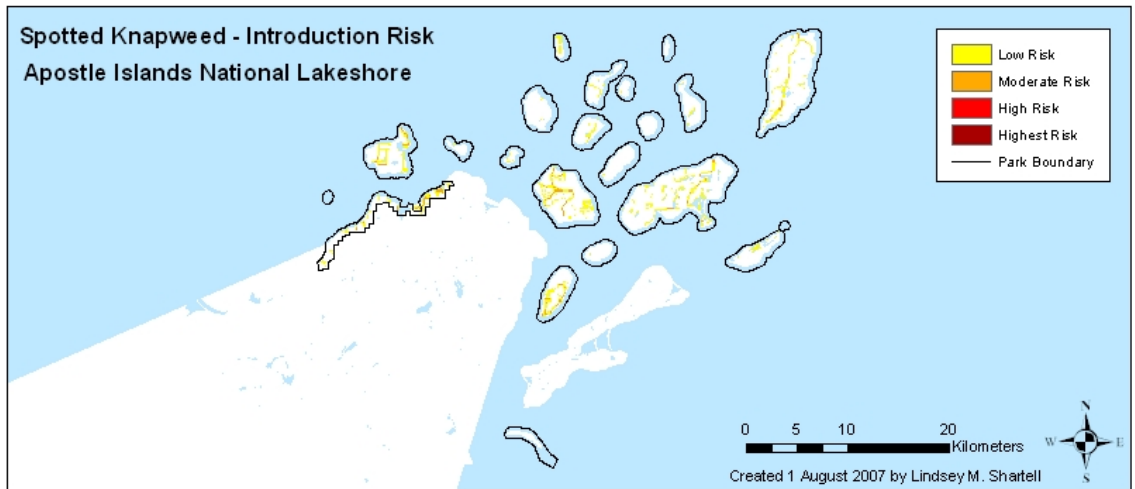 Spotted Knapweed - Introduction Risk
Apostle Islands National Lakeshore
Low Risk
Moderate Risk
High Risk
Highest Risk
Park Boundary
0 5 10 20
Kilometers
N
W E
S
Created 1 August 2007 by Lindsey M. Shartell